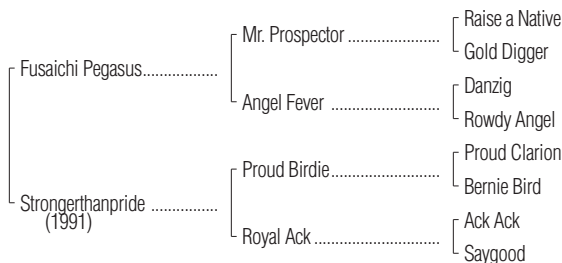 Raise a Native
Mr. Prospector ......................
Gold Digger
Fusaichi Pegasus..................
Danzig
Angel Fever ..........................
Rowdy Angel
Proud Clarion
Proud Birdie..........................
Bernie Bird
Strongerthanpride ................
(1991)
Ack Ack
Royal Ack ..............................
Saygood